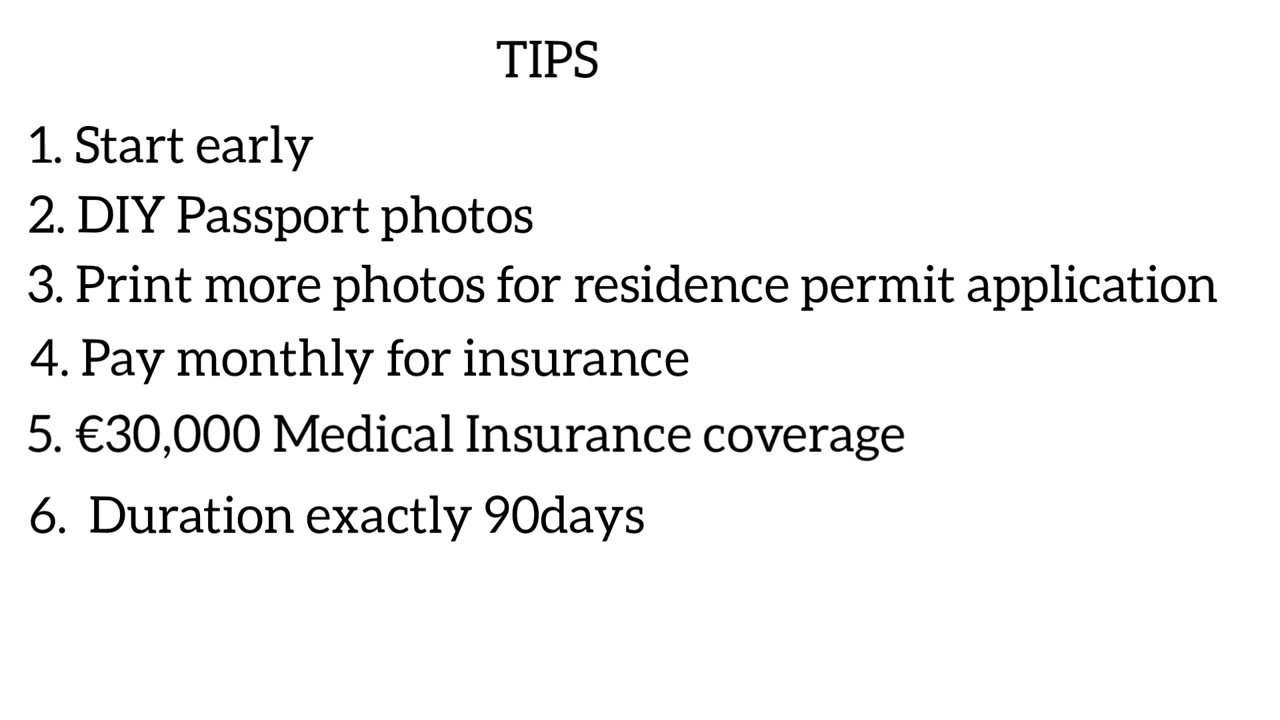 TIPS
1. Start early
2. DIY Passport photos
3. Print more photos for residence permit application
4. Pay monthly for insurance
5. €30,000 Medical Insurance coverage
6. Duration exactly 90days